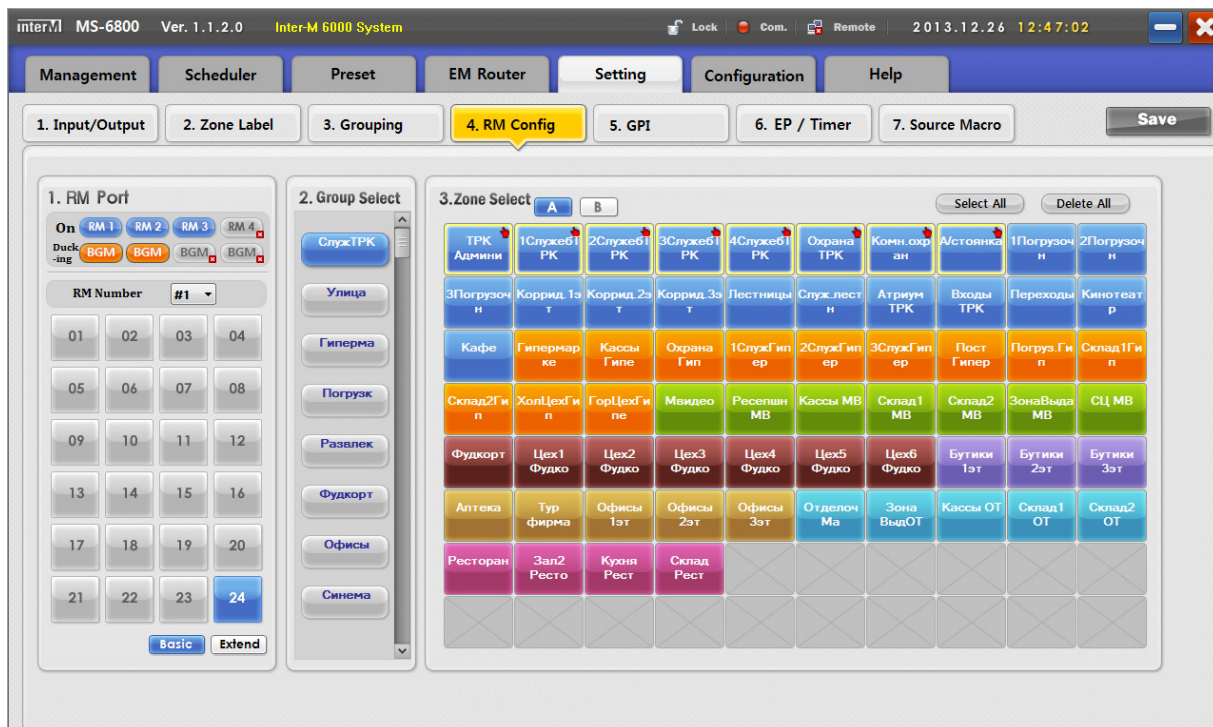 inter M MS-6800 Ver. 1.1.2.0 Inter-M 6000 System Lock Com. Remote 2013.12.26 12:47:02
Management Scheduler Preset EM Router Setting Configuration Help
1. Input/Output 2. Zone Label 3. Grouping 4. RM Config 5. GPI 6. EP / Timer 7. Source Macro Save
1. RM Port
On RM 1 RM 2 RM 3 RM 4
Duck
-ing BGM BGM BGM BGM
RM Number #1
01 02 03 04
05 06 07 08
09 10 11 12
13 14 15 16
17 18 19 20
21 22 23 24
Basic Extend
2. Group Select
СлужТРК
Улица
Гиперма
Погрузк
Развлек
Фудкорт
Офисы
Синема
3.Zone Select A B Select All Delete All
ТРК 1СлужебТ 2СлужебТ 3СлужебТ 4СлужебТ Охрана Комн.охр А/стоянка 1Погрузоч 2Погрузоч
Админи РК РК РК РК ТРК ан н н
3Погрузоч Коррид.1э Коррид.2э Коррид.3э Лестницы Служ.лест Атриум Входы Переходы Кинотеат
н т т т н ТРК ТРК р
Кафе Гипермар Кассы Охрана 1СлужГип 2СлужГип 3СлужГип Пост Погруз.Ги Склад1Ги
ке Гипе Гип ер ер ер Гипер п п
Склад2Ги ХолЦехГи ГорЦехГи Мвидео Ресепшн Кассы МВ Склад1 Склад2 ЗонаВыда СЦ МВ
п п пе МВ МВ МВ МВ
Фудкорт Цех1 Цех2 Цех3 Цех4 Цех5 Цех6 Бутики Бутики Бутики
Фудко Фудко Фудко Фудко Фудко Фудко 1эт 2эт 3эт
Аптека Тур Офисы Офисы Офисы Отделоч Зона Кассы ОТ Склад1 Склад2
фирма 1эт 2эт 3эт Ма ВыдОТ ОТ ОТ
Ресторан Зал2 Кухня Склад
Ресто Рест Рест